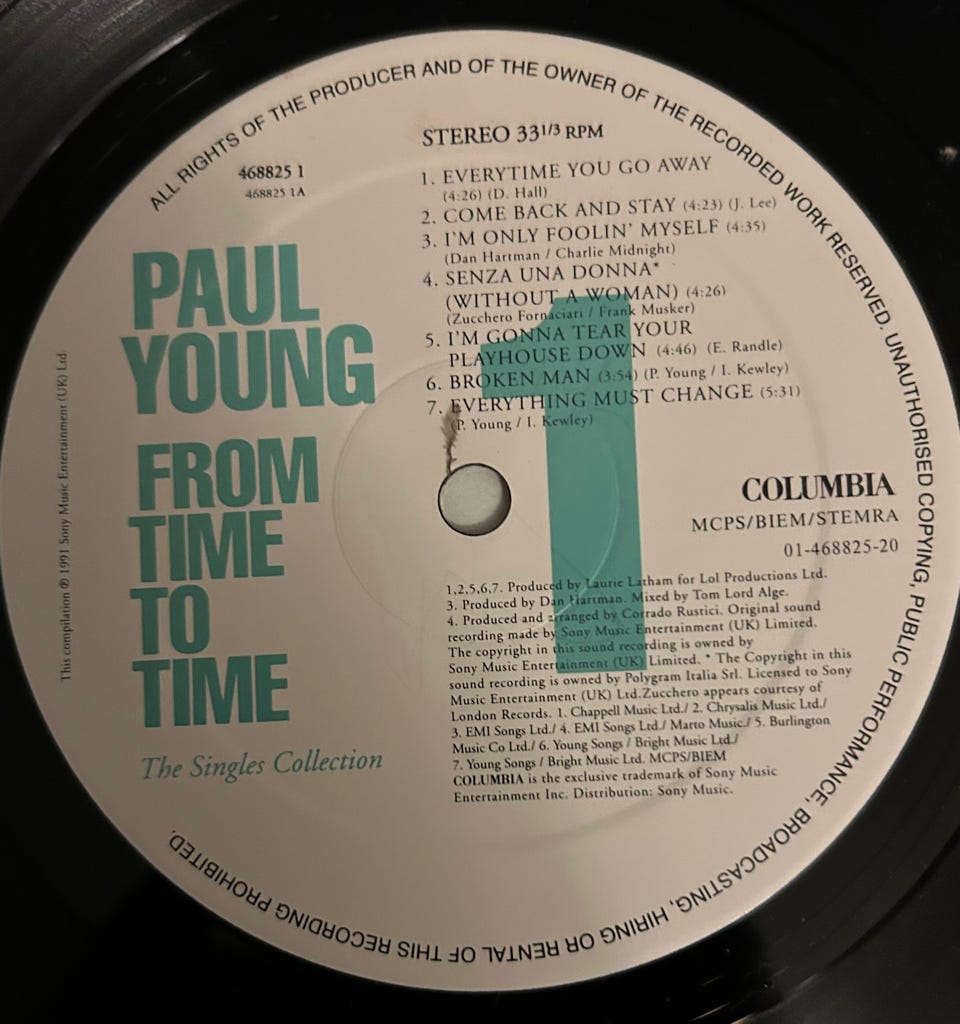 ALL RIGHTS OF THE PRODUCER AND OF THE OWNER OF THE RECORDED WORK RESERVED. UNAUTHORISED COPYING, PUBLIC PERFORMANCE, BROADCASTING, HIRING OR RENTAL OF THIS RECORDING PROHIBITED.
STEREO 33 1/3 RPM
468825 1
468825 1A
1. EVERYTIME YOU GO AWAY
(4:26) (D. Hall)
2. COME BACK AND STAY (4:23) (J. Lee)
3. I'M ONLY FOOLIN' MYSELF (4:35)
(Dan Hartman / Charlie Midnight)
4. SENZA UNA DONNA*
(WITHOUT A WOMAN) (4:26)
(Zucchero Fornaciari / Frank Musker)
5. I'M GONNA TEAR YOUR
PLAYHOUSE DOWN (4:46) (E. Randle)
6. BROKEN MAN (3:54) (P. Young / I. Kewley)
7. EVERYTHING MUST CHANGE (5:31)
(P. Young / I. Kewley)
1
PAUL
YOUNG
FROM
TIME
TO
TIME
The Singles Collection
This compilation ℗ 1991 Sony Music Entertainment (UK) Ltd.
COLUMBIA
MCPS/BIEM/STEMRA
01-468825-20
1,2,5,6,7. Produced by Laurie Latham for Lol Productions Ltd.
3. Produced by Dan Hartman. Mixed by Tom Lord Alge.
4. Produced and arranged by Corrado Rustici. Original sound
recording made by Sony Music Entertainment (UK) Limited.
The copyright in this sound recording is owned by
Sony Music Entertainment (UK) Limited. * The Copyright in this
sound recording is owned by Polygram Italia Srl. Licensed to Sony
Music Entertainment (UK) Ltd.Zucchero appears courtesy of
London Records. 1. Chappell Music Ltd./ 2. Chrysalis Music Ltd./
3. EMI Songs Ltd./ 4. EMI Songs Ltd./ Marto Music./ 5. Burlington
Music Co Ltd./ 6. Young Songs / Bright Music Ltd./
7. Young Songs / Bright Music Ltd. MCPS/BIEM
COLUMBIA is the exclusive trademark of Sony Music
Entertainment Inc. Distribution: Sony Music.